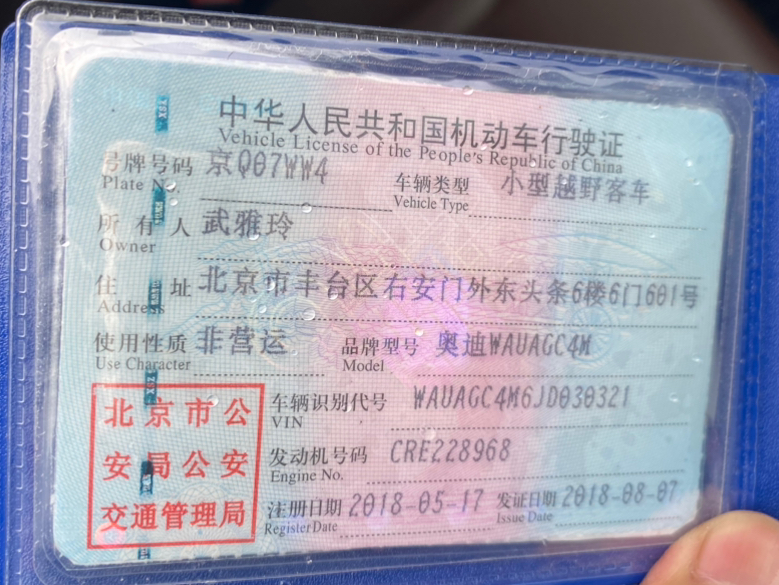 中华人民共和国机动车行驶证
Vehicle License of the People's Republic of China
号牌号码 京Q07WW4 车辆类型 小型越野客车
Plate No. Vehicle Type
所有人 武雅玲
Owner
住址 北京市丰台区右安门外东头条6楼6门601号
Address
使用性质 非营运 品牌型号 奥迪WAUAGC4M
Use Character Model
北京市公安局公安交通管理局
车辆识别代号 WAUAGC4M6JD030321
VIN
发动机号码 CRE228968
Engine No.
注册日期 2018-05-17 发证日期 2018-08-07
Register Date Issue Date